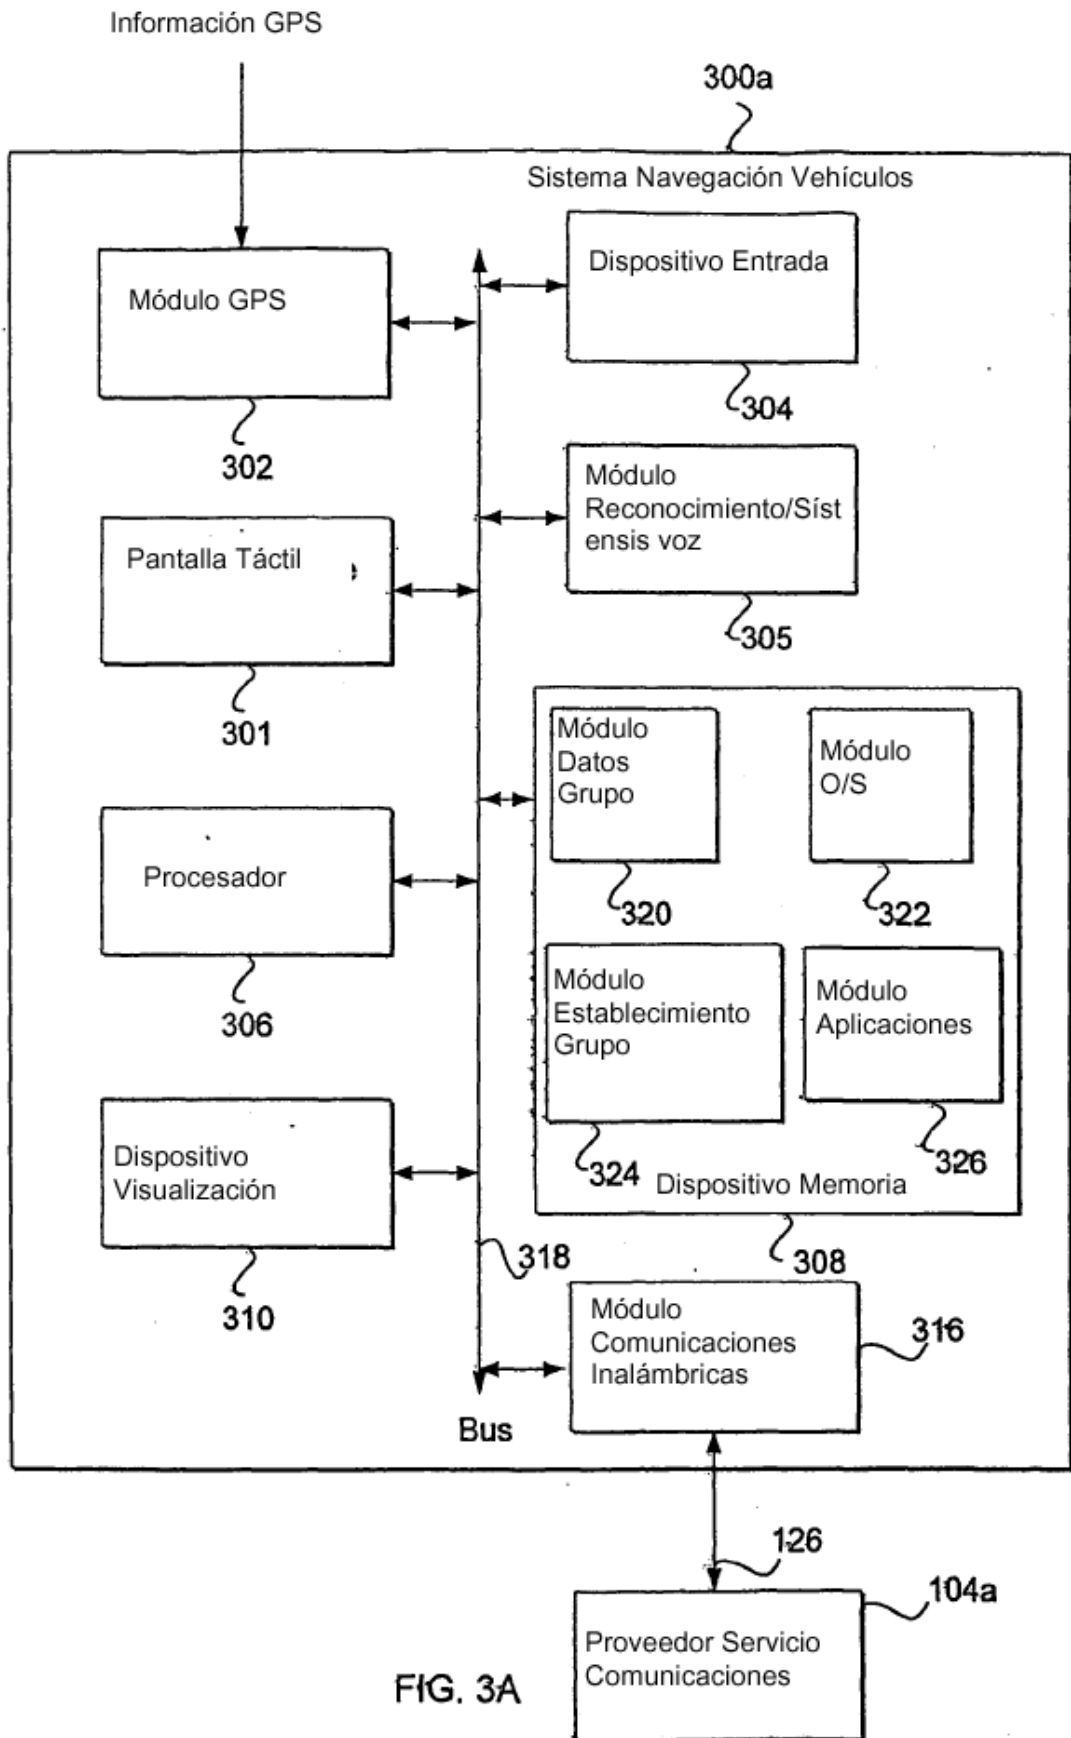 Información GPS
300a
Sistema Navegación Vehículos
Módulo GPS
302
Dispositivo Entrada
304
Módulo
Reconocimiento/Síst
ensis voz
305
Pantalla Táctil
301
Módulo
Datos
Grupo
320
Módulo
O/S
322
Procesador
306
Módulo
Establecimiento
Grupo
324
Módulo
Aplicaciones
326
Dispositivo Memoria
308
Dispositivo
Visualización
310
318
Bus
Módulo
Comunicaciones
Inalámbricas
316
126
104a
Proveedor Servicio
Comunicaciones
FIG. 3A